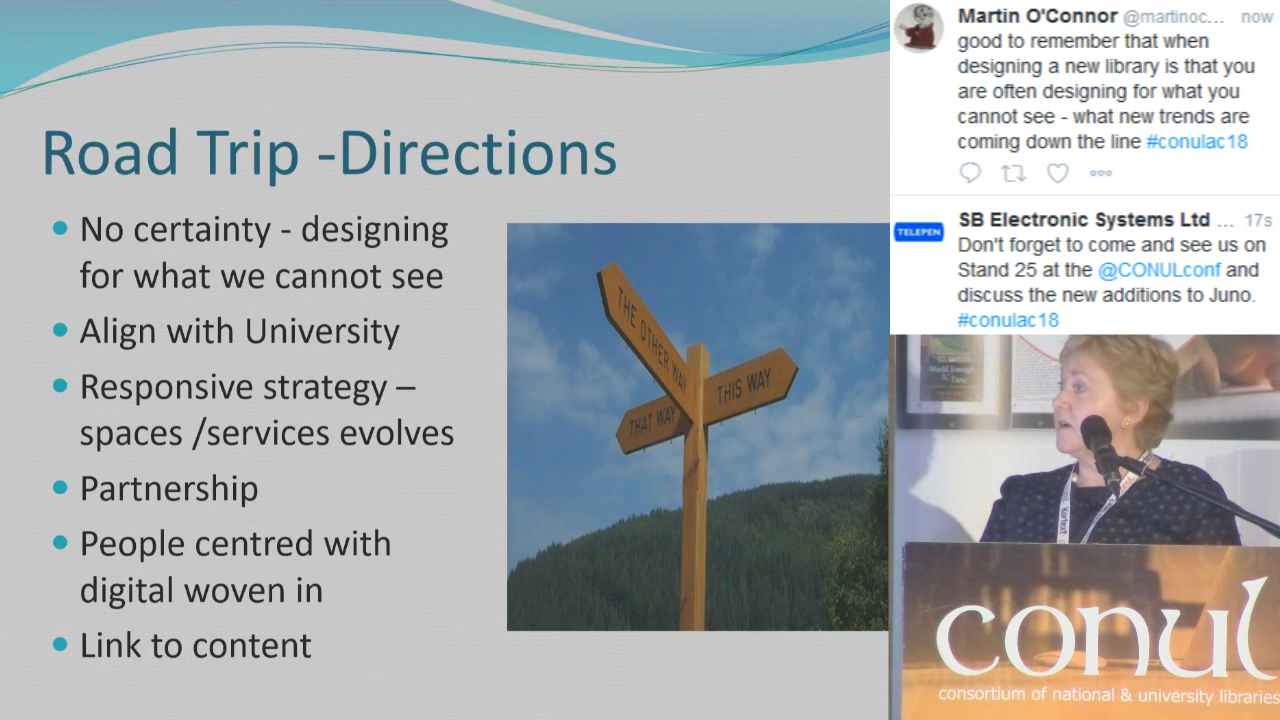 Road Trip -Directions
No certainty - designing
for what we cannot see
Align with University
Responsive strategy –
spaces /services evolves
Partnership
People centred with
digital woven in
Link to content
THE OTHER WAY
THIS WAY
THAT WAY
Martin O'Connor @martinoc... now
good to remember that when
designing a new library is that you
are often designing for what you
cannot see - what new trends are
coming down the line #conulac18
TELEPEN
SB Electronic Systems Ltd ... 17s
Don't forget to come and see us on
Stand 25 at the @CONULconf and
discuss the new additions to Juno.
#conulac18
World Enough
& Time
Kortext
conul
consortium of national & university libraries